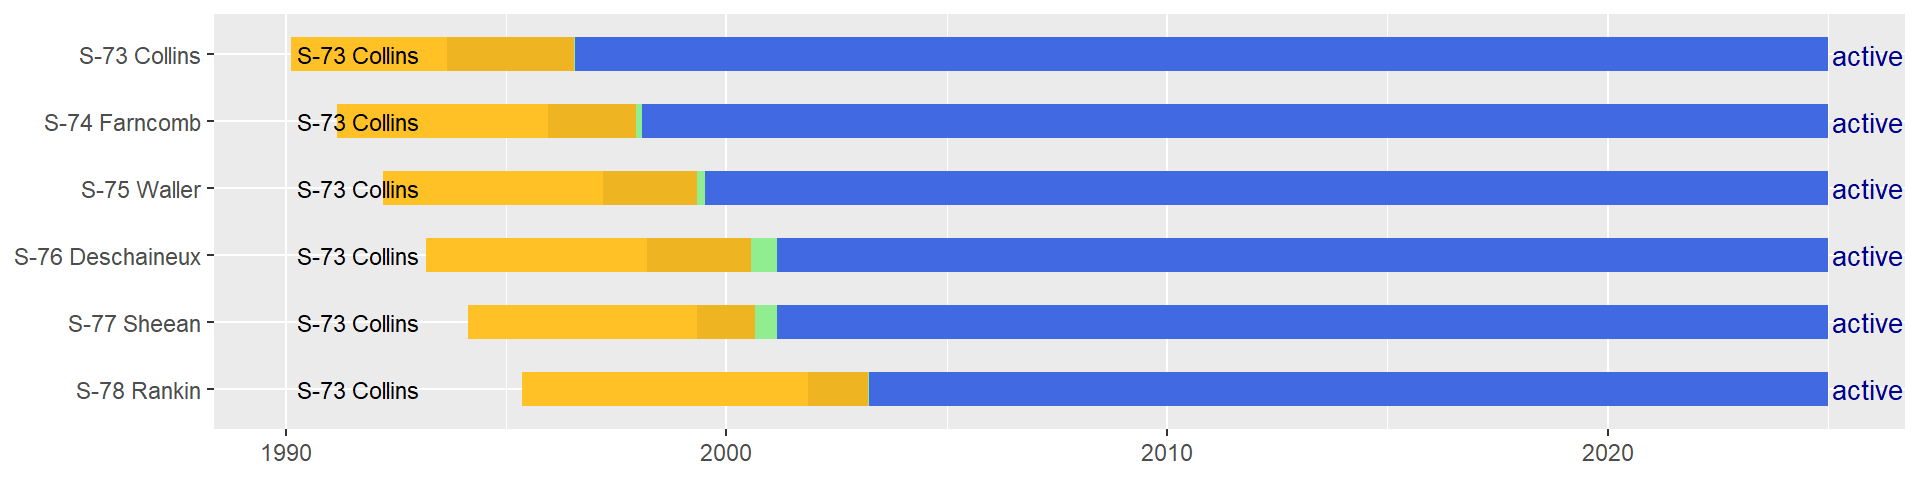 S-73 Collins S-73 Collins active
S-74 Farncomb S-73 Collins active
S-75 Waller S-73 Collins active
S-76 Deschaineux S-73 Collins active
S-77 Sheean S-73 Collins active
S-78 Rankin S-73 Collins active
1990 2000 2010 2020